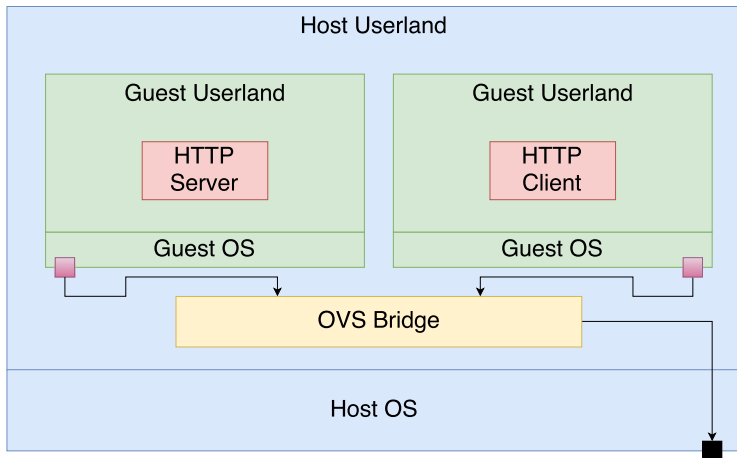 Host Userland
Guest Userland
Guest Userland
HTTP
Server
HTTP
Client
Guest OS
Guest OS
OVS Bridge
Host OS